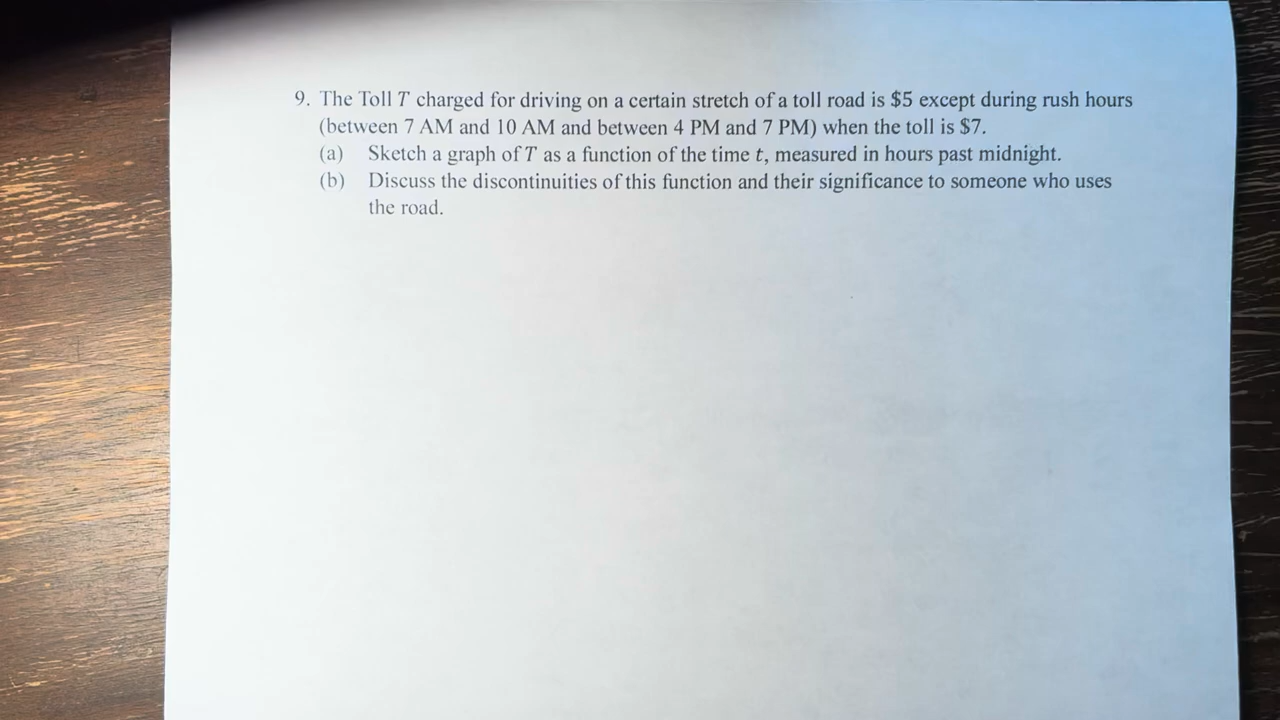 9. The Toll T charged for driving on a certain stretch of a toll road is $5 except during rush hours
(between 7 AM and 10 AM and between 4 PM and 7 PM) when the toll is $7.
(a) Sketch a graph of T as a function of the time t, measured in hours past midnight.
(b) Discuss the discontinuities of this function and their significance to someone who uses
the road.